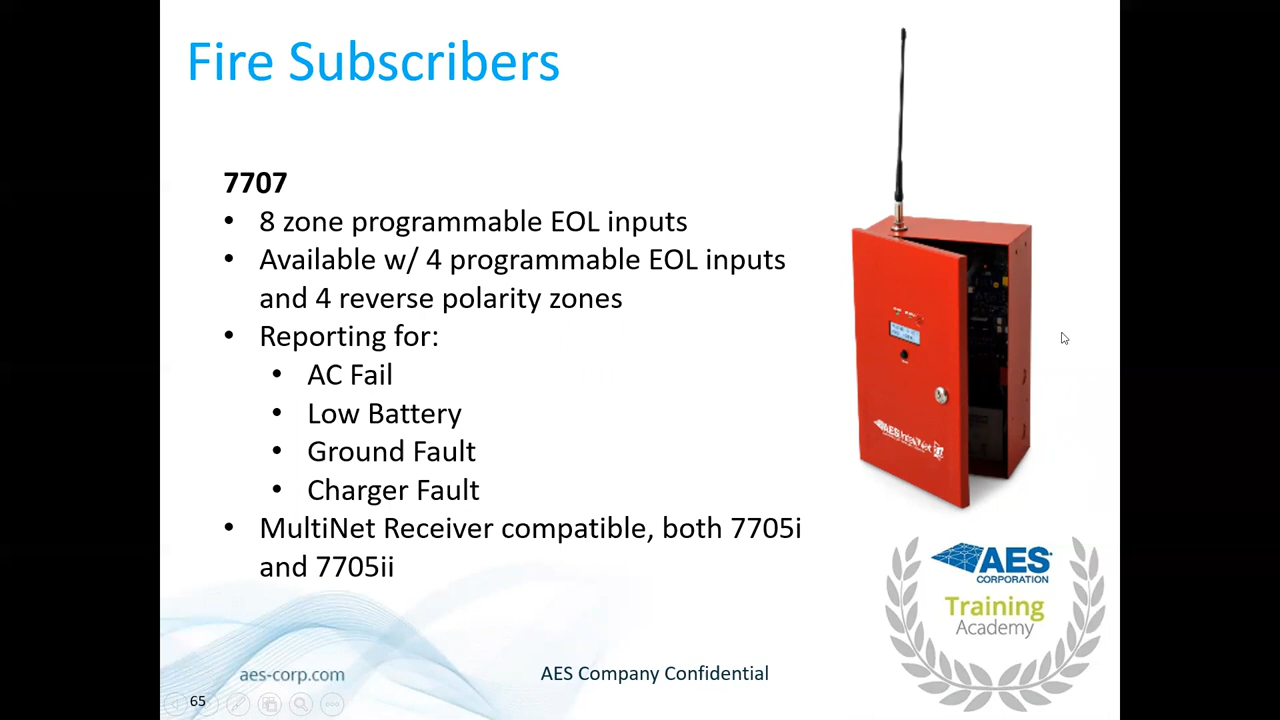 Fire Subscribers
7707
• 8 zone programmable EOL inputs
• Available w/ 4 programmable EOL inputs
and 4 reverse polarity zones
• Reporting for:
• AC Fail
• Low Battery
• Ground Fault
• Charger Fault
• MultiNet Receiver compatible, both 7705i
and 7705ii
AES
AES
CORPORATION
Training
Academy
aes-corp.com
AES Company Confidential
65